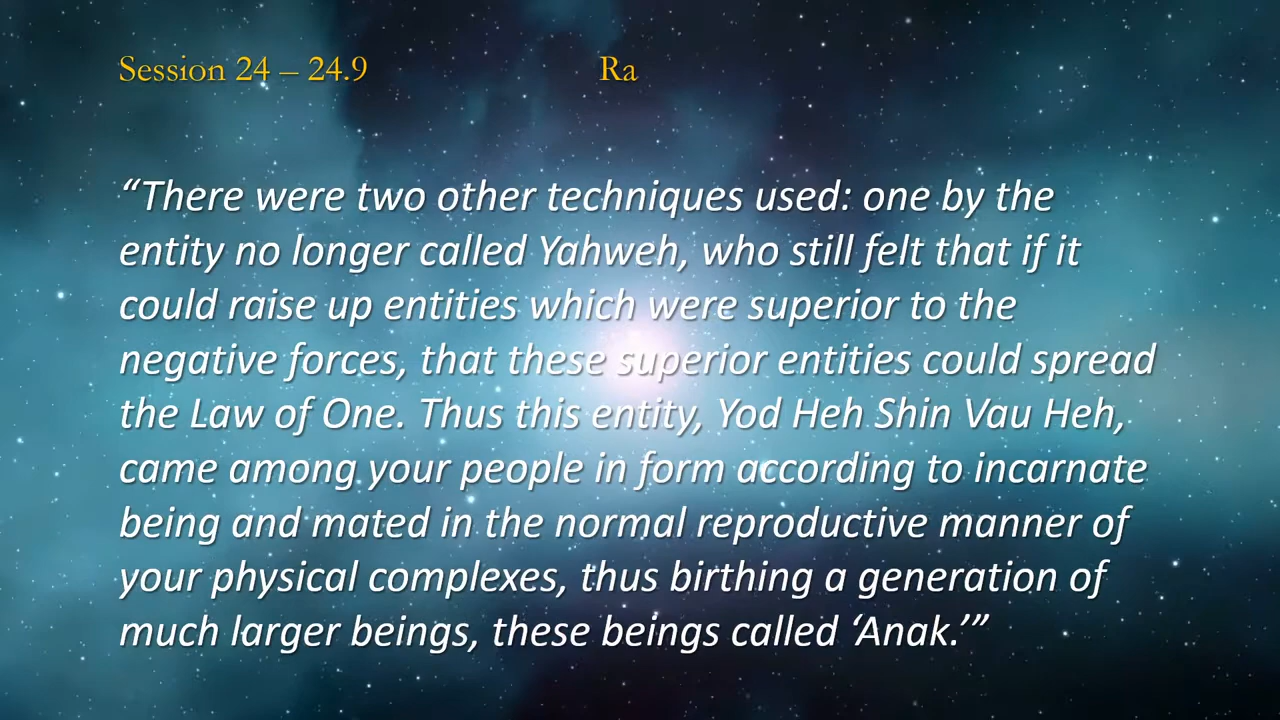 Session 24 – 24.9 Ra
“There were two other techniques used: one by the
entity no longer called Yahweh, who still felt that if it
could raise up entities which were superior to the
negative forces, that these superior entities could spread
the Law of One. Thus this entity, Yod Heh Shin Vau Heh,
came among your people in form according to incarnate
being and mated in the normal reproductive manner of
your physical complexes, thus birthing a generation of
much larger beings, these beings called ‘Anak.’”